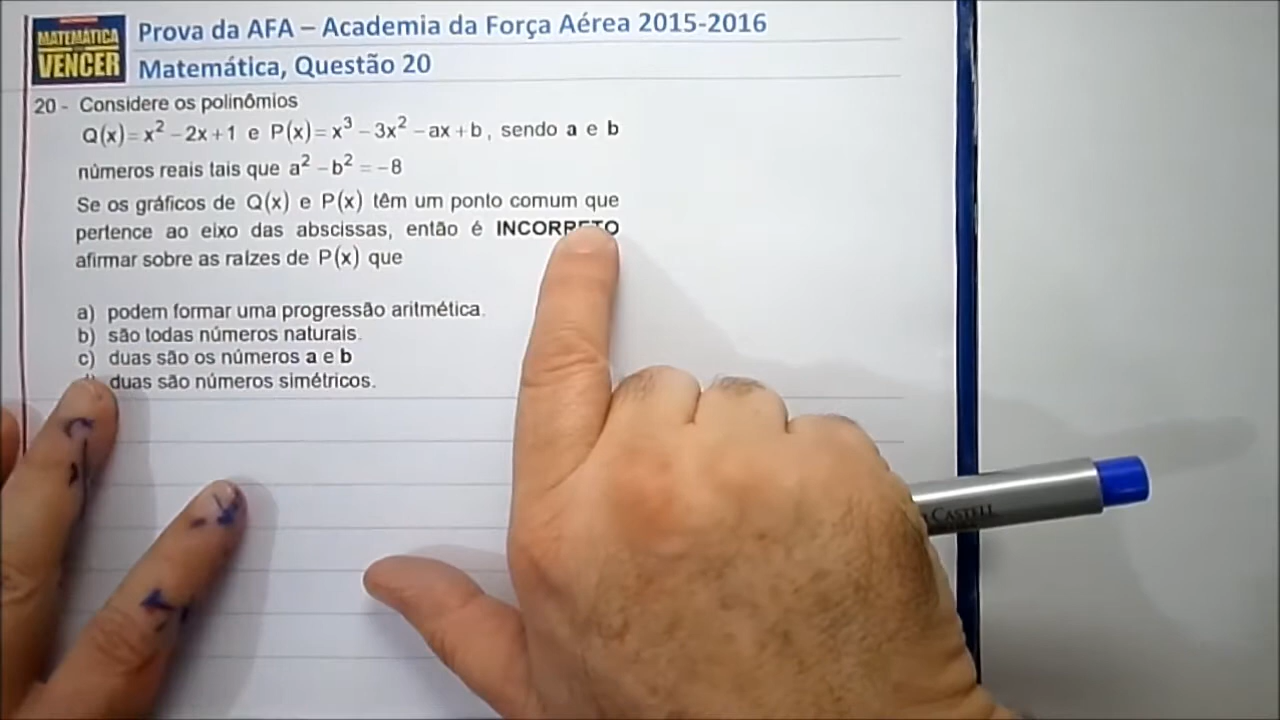 MATEMÁTICA
VENCER
Prova da AFA – Academia da Força Aérea 2015-2016
Matemática, Questão 20
20 - Considere os polinômios
Q(x) = x² – 2x + 1 e P(x) = x³ – 3x² – ax + b, sendo a e b
números reais tais que a² – b² = –8
Se os gráficos de Q(x) e P(x) têm um ponto comum que
pertence ao eixo das abscissas, então é INCORRETO
afirmar sobre as raízes de P(x) que
a) podem formar uma progressão aritmética.
b) são todas números naturais.
c) duas são os números a e b
duas são números simétricos.
CASTELL